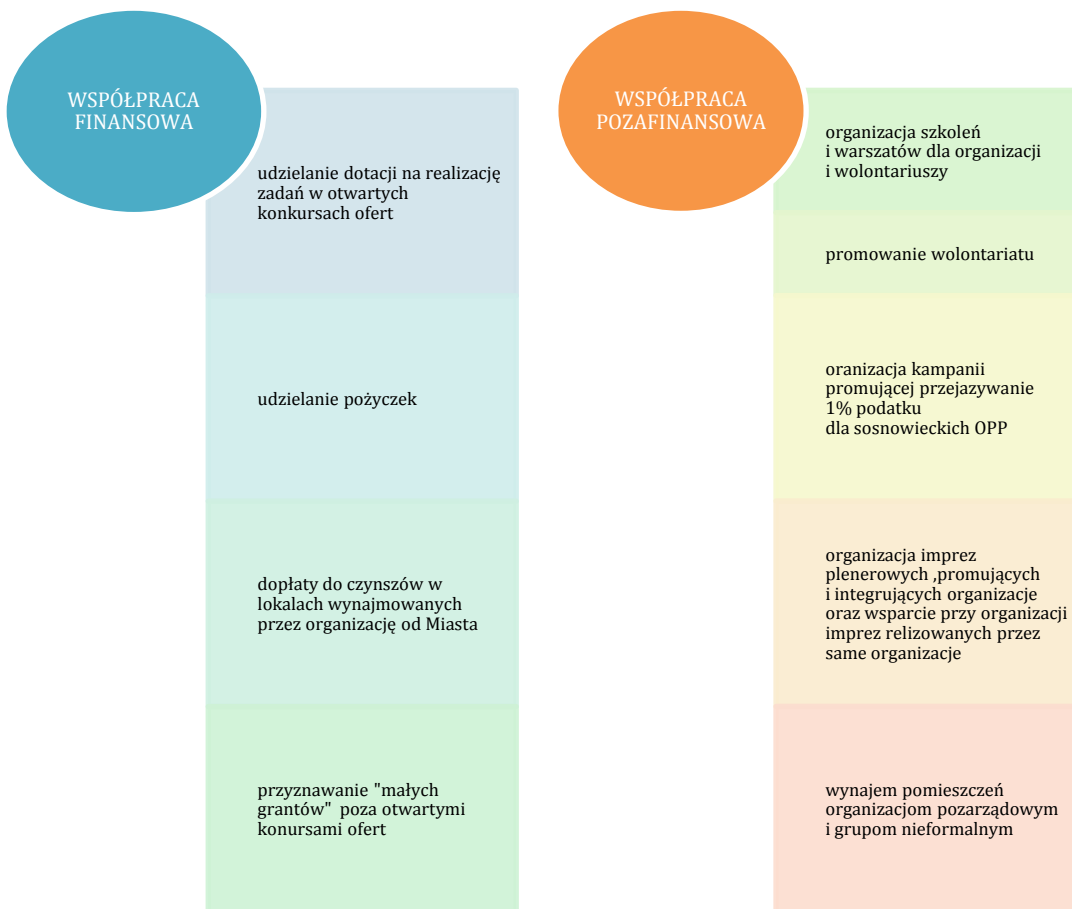 WSPÓŁPRACA
FINANSOWA
udzielanie dotacji na realizację
zadań w otwartych
konkursach ofert
udzielanie pożyczek
dopłaty do czynszów w
lokalach wynajmowanych
przez organizację od Miasta
przyznawanie "małych
grantów"  poza otwartymi
konursami ofert
WSPÓŁPRACA
POZAFINANSOWA
organizacja szkoleń
i warszatów dla organizacji
i wolontariuszy
promowanie wolontariatu
oranizacja kampanii
promującej przejazywanie
1% podatku
dla sosnowieckich OPP
organizacja imprez
plenerowych ,promujących
i integrujących organizacje
oraz wsparcie przy organizacji
imprez relizowanych przez
same organizacje
wynajem pomieszczeń
organizacjom pozarządowym
i grupom nieformalnym